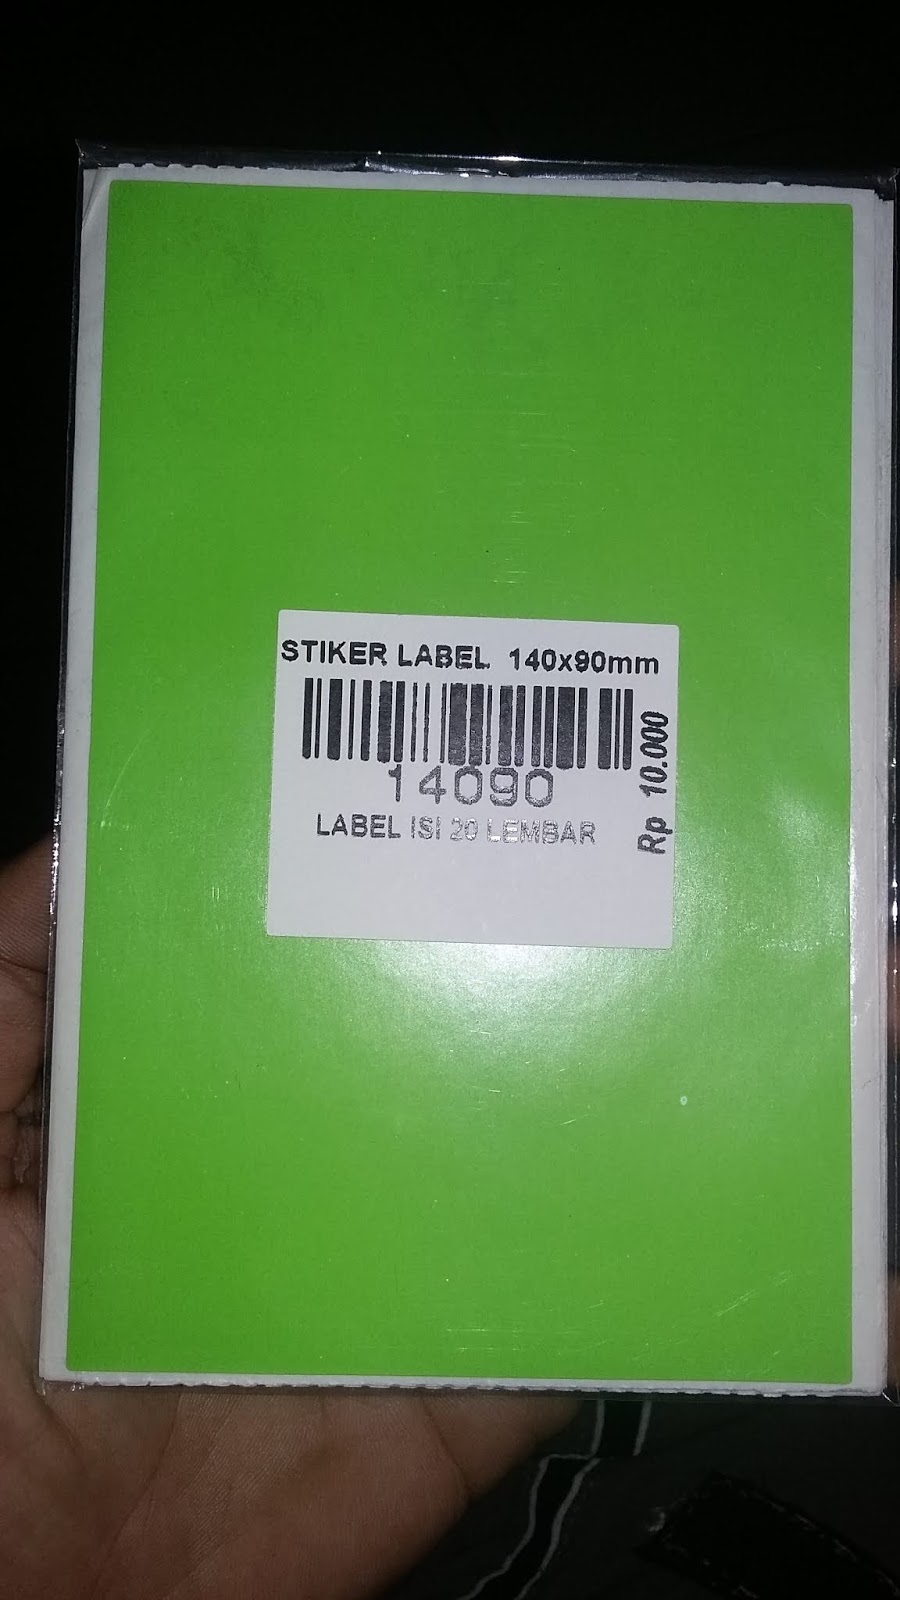 STIKER LABEL 140x90mm
14090
LABEL ISI 20 LEMBAR
Rp 10.000